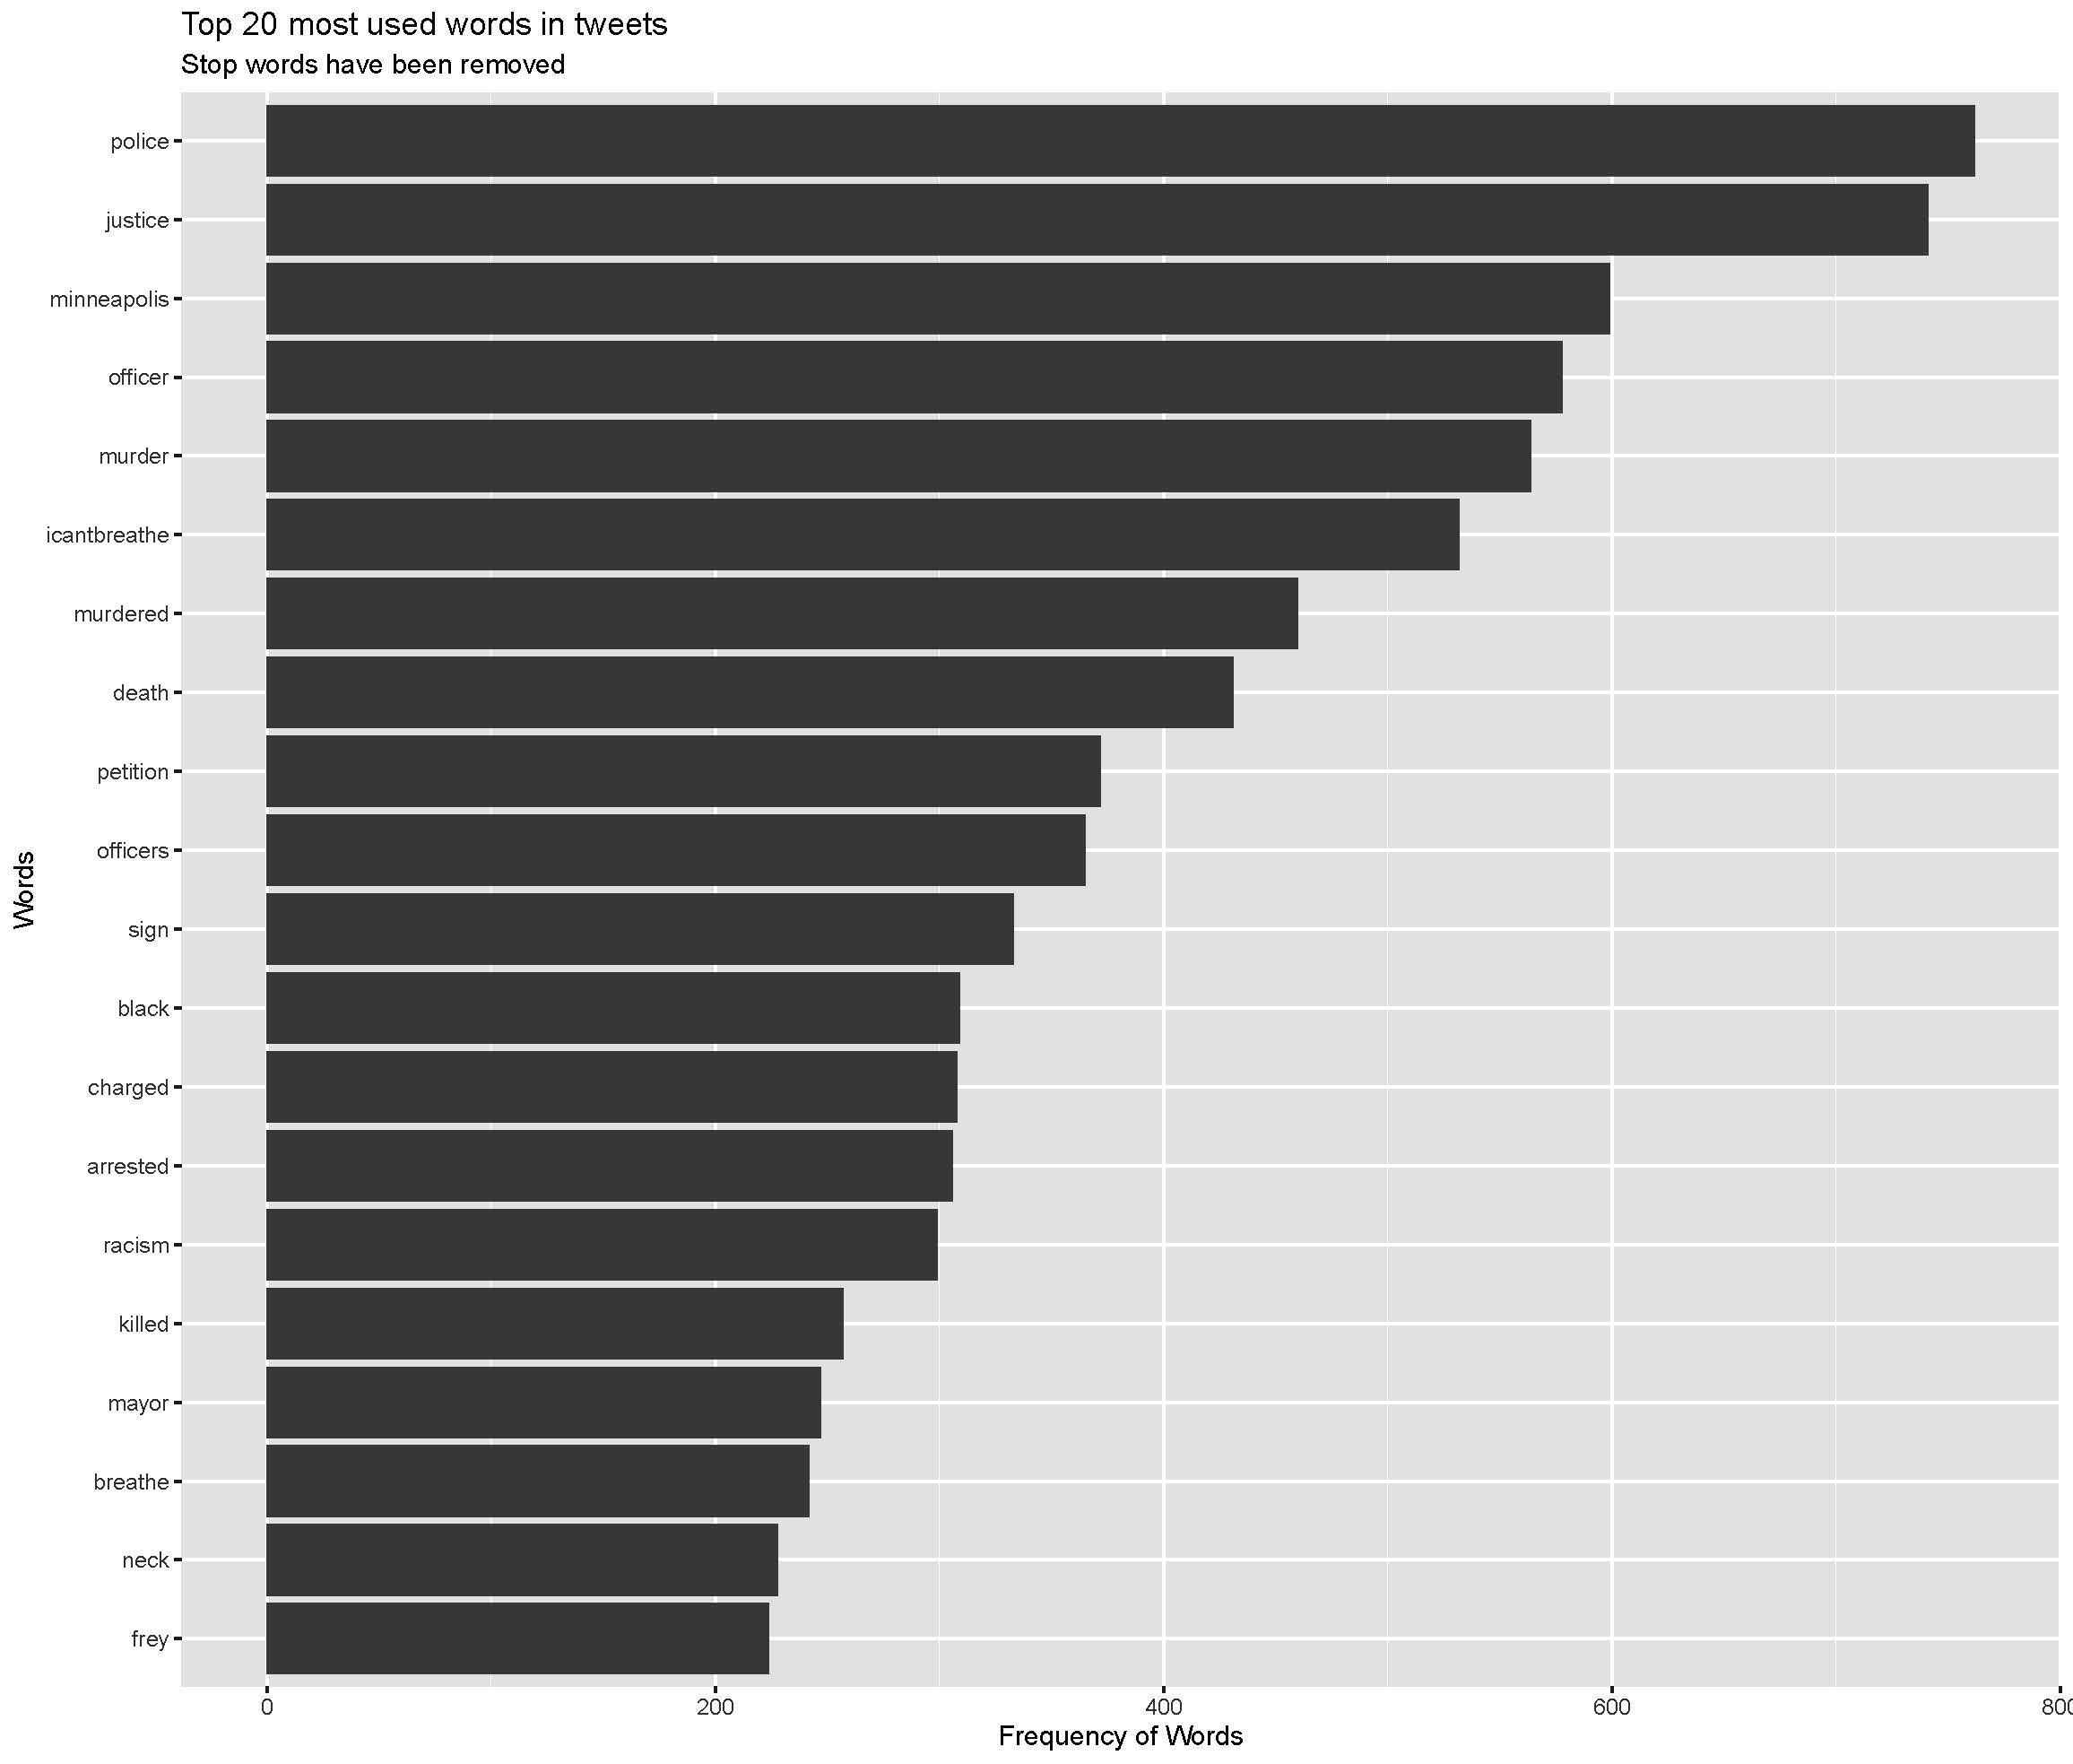 Top 20 most used words in tweets
Stop words have been removed
police
justice
minneapolis
officer
murder
icantbreathe
murdered
death
petition
officers
sign
black
charged
arrested
racism
killed
mayor
breathe
neck
frey
Words
0 200 400 600 800
Frequency of Words